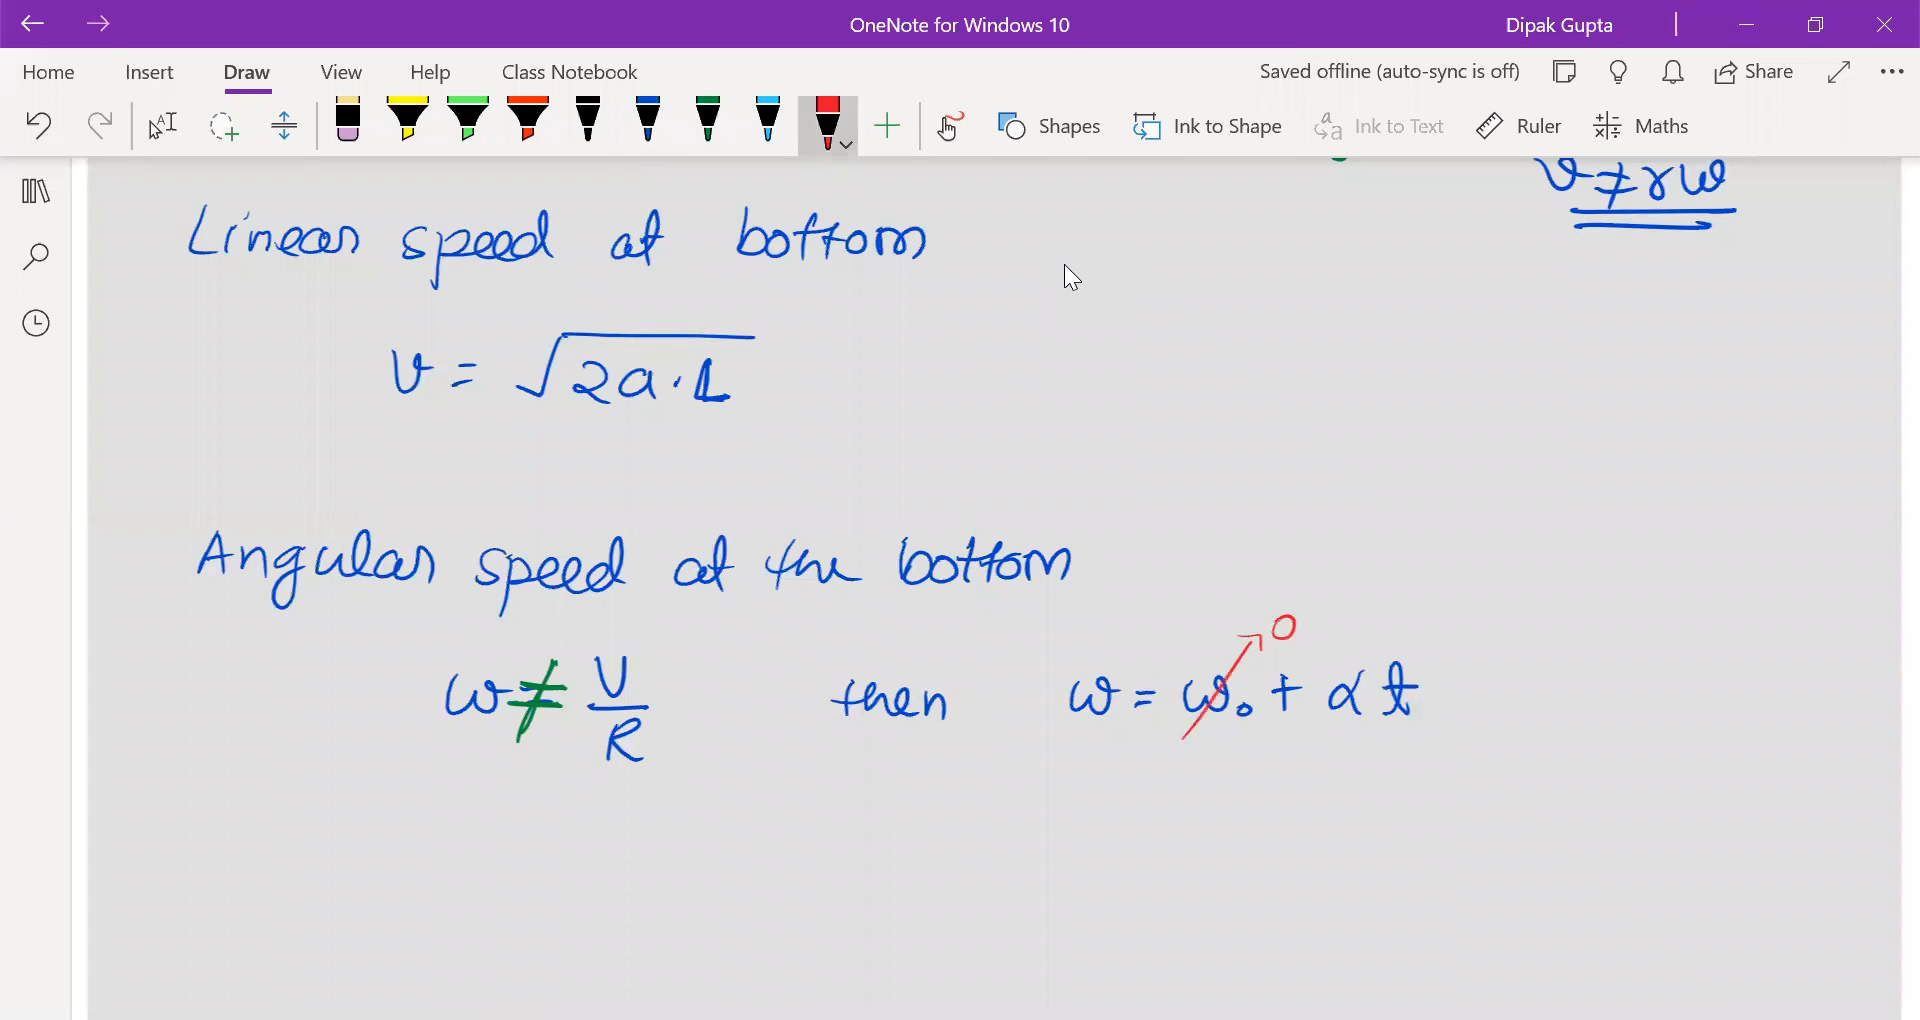 OneNote for Windows 10
Dipak Gupta
Home Insert Draw View Help Class Notebook
Saved offline (auto-sync is off) Share
Shapes Ink to Shape Ink to Text Ruler Maths
v ≠ rω
Linear speed at bottom
v = √2a·L
Angular speed at the bottom
0
ω ≠ V/R then ω = ω₀ + αt